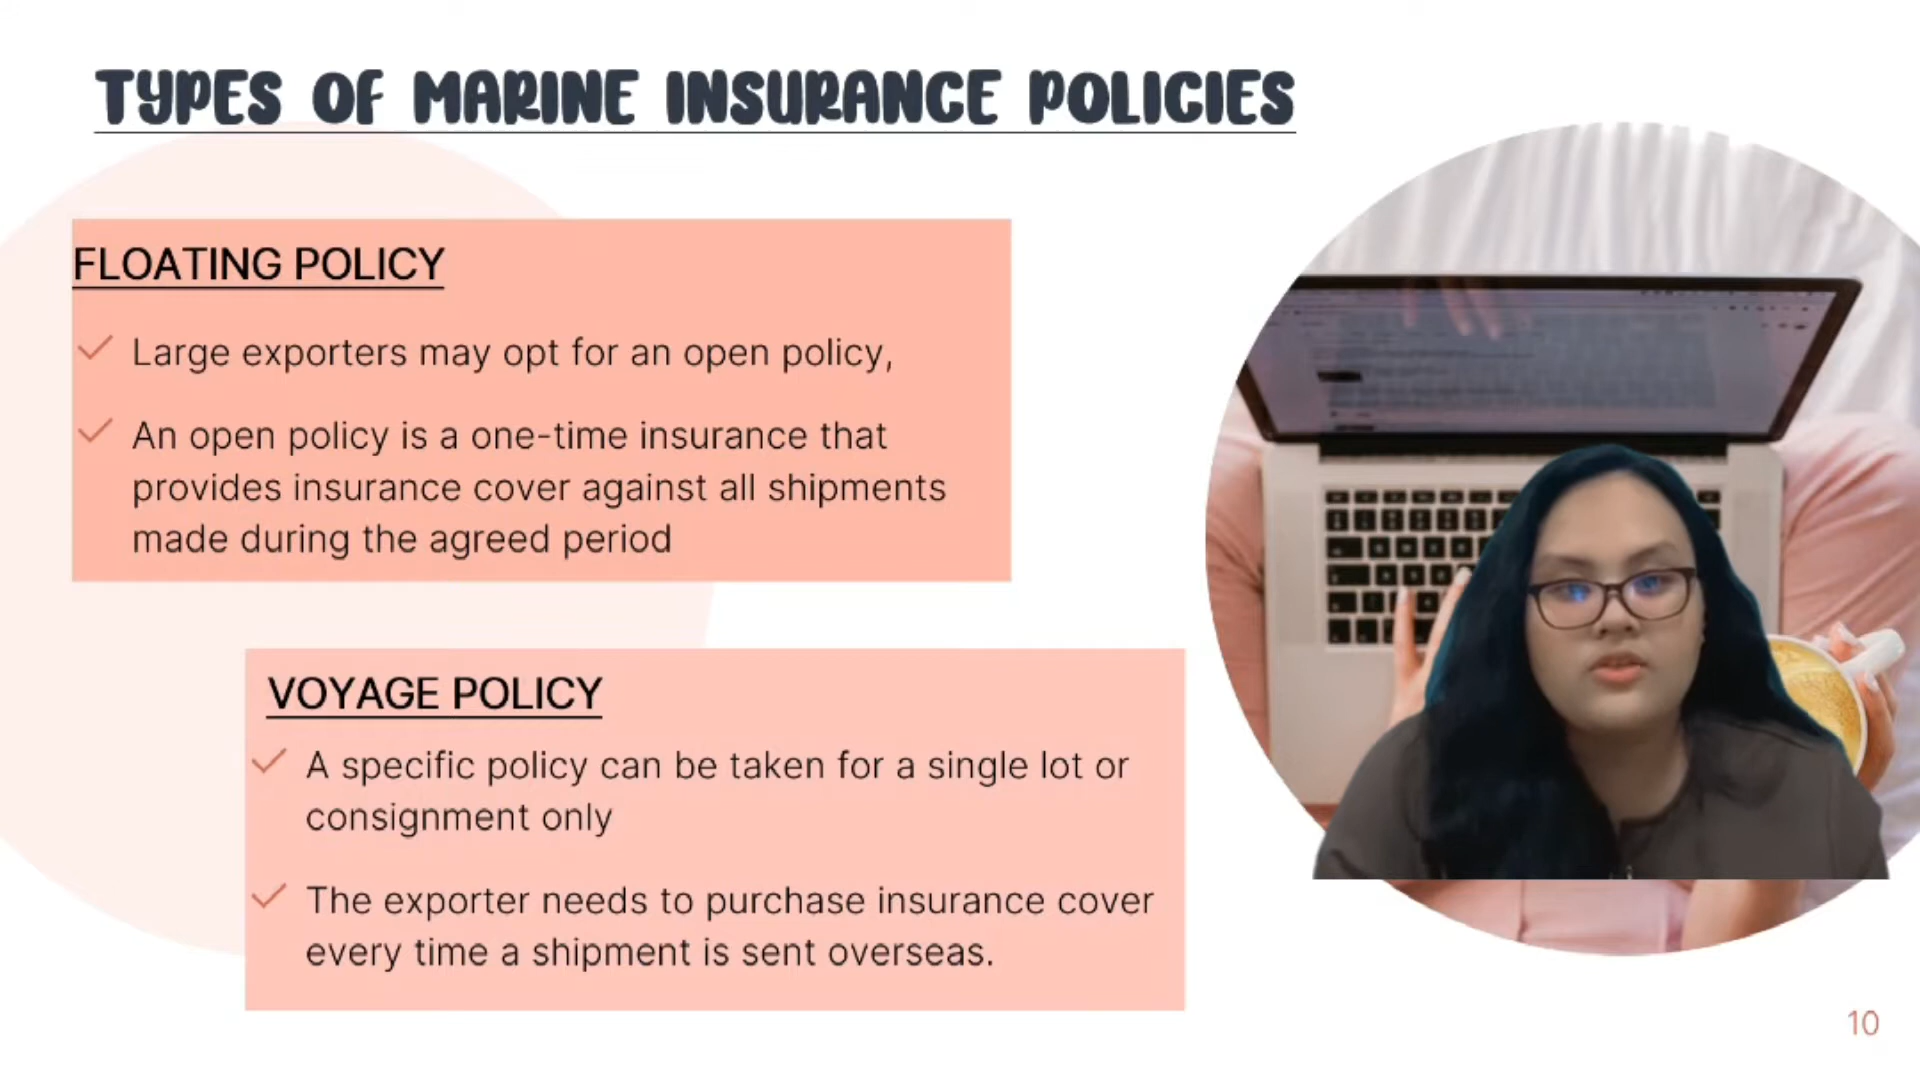 TYPES OF MARINE INSURANCE POLICIES
FLOATING POLICY
Large exporters may opt for an open policy,
An open policy is a one-time insurance that
provides insurance cover against all shipments
made during the agreed period
VOYAGE POLICY
A specific policy can be taken for a single lot or
consignment only
The exporter needs to purchase insurance cover
every time a shipment is sent overseas.
10